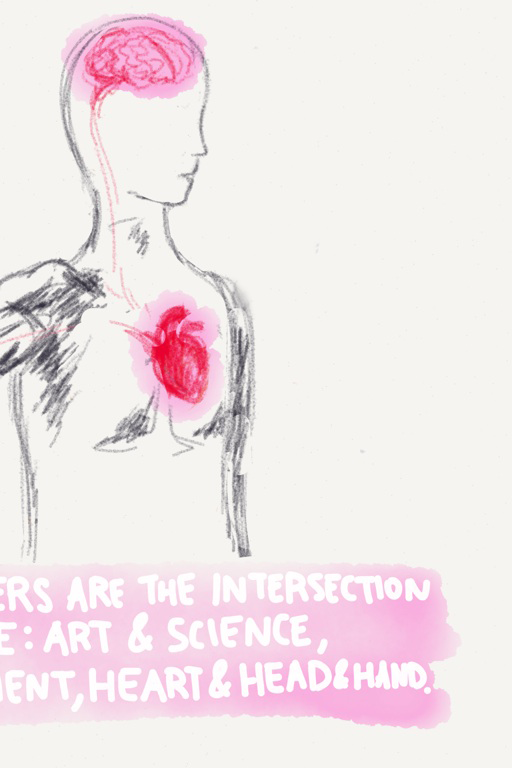 ERS ARE THE INTERSECTION
E: ART & SCIENCE,
ENT, HEART & HEAD & HAND.